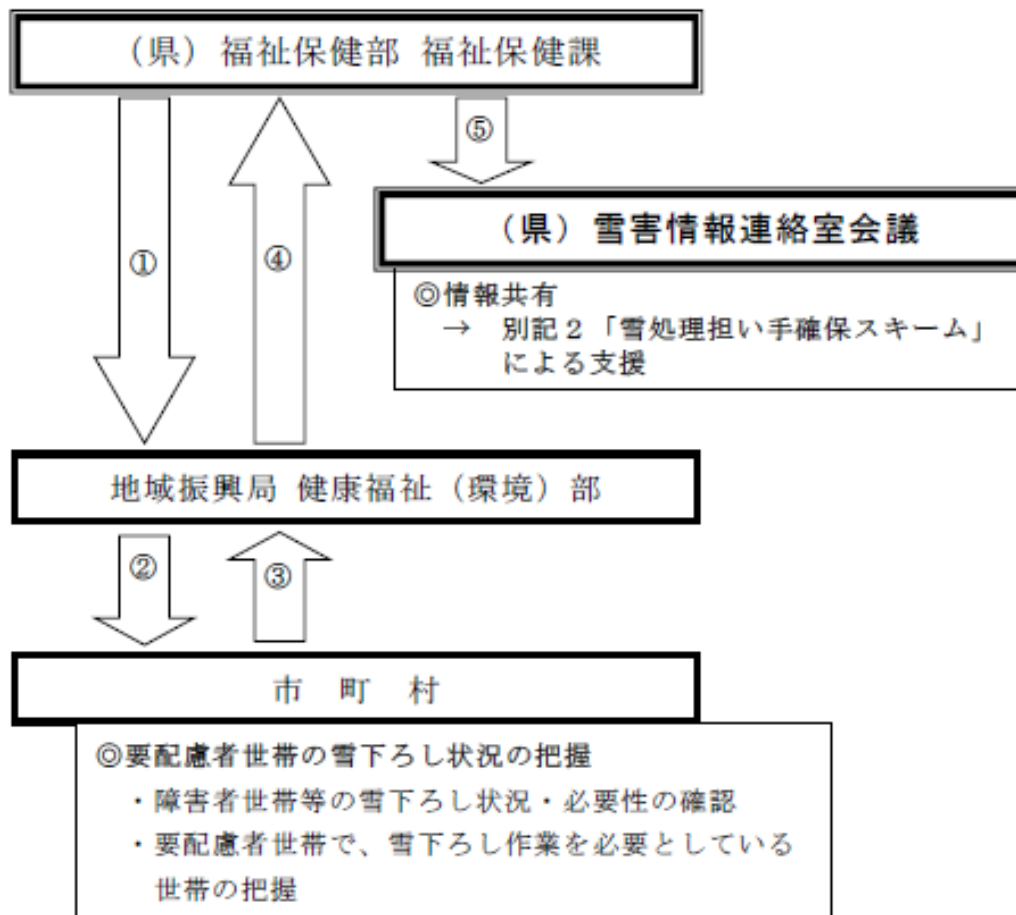 （県）福祉保健部 福祉保健課
⑤
①
④
（県）雪害情報連絡室会議
◎情報共有
→ 別記２「雪処理担い手確保スキーム」
による支援
地域振興局 健康福祉（環境）部
②
③
市 町 村
◎要配慮者世帯の雪下ろし状況の把握
・障害者世帯等の雪下ろし状況・必要性の確認
・要配慮者世帯で、雪下ろし作業を必要としている
世帯の把握